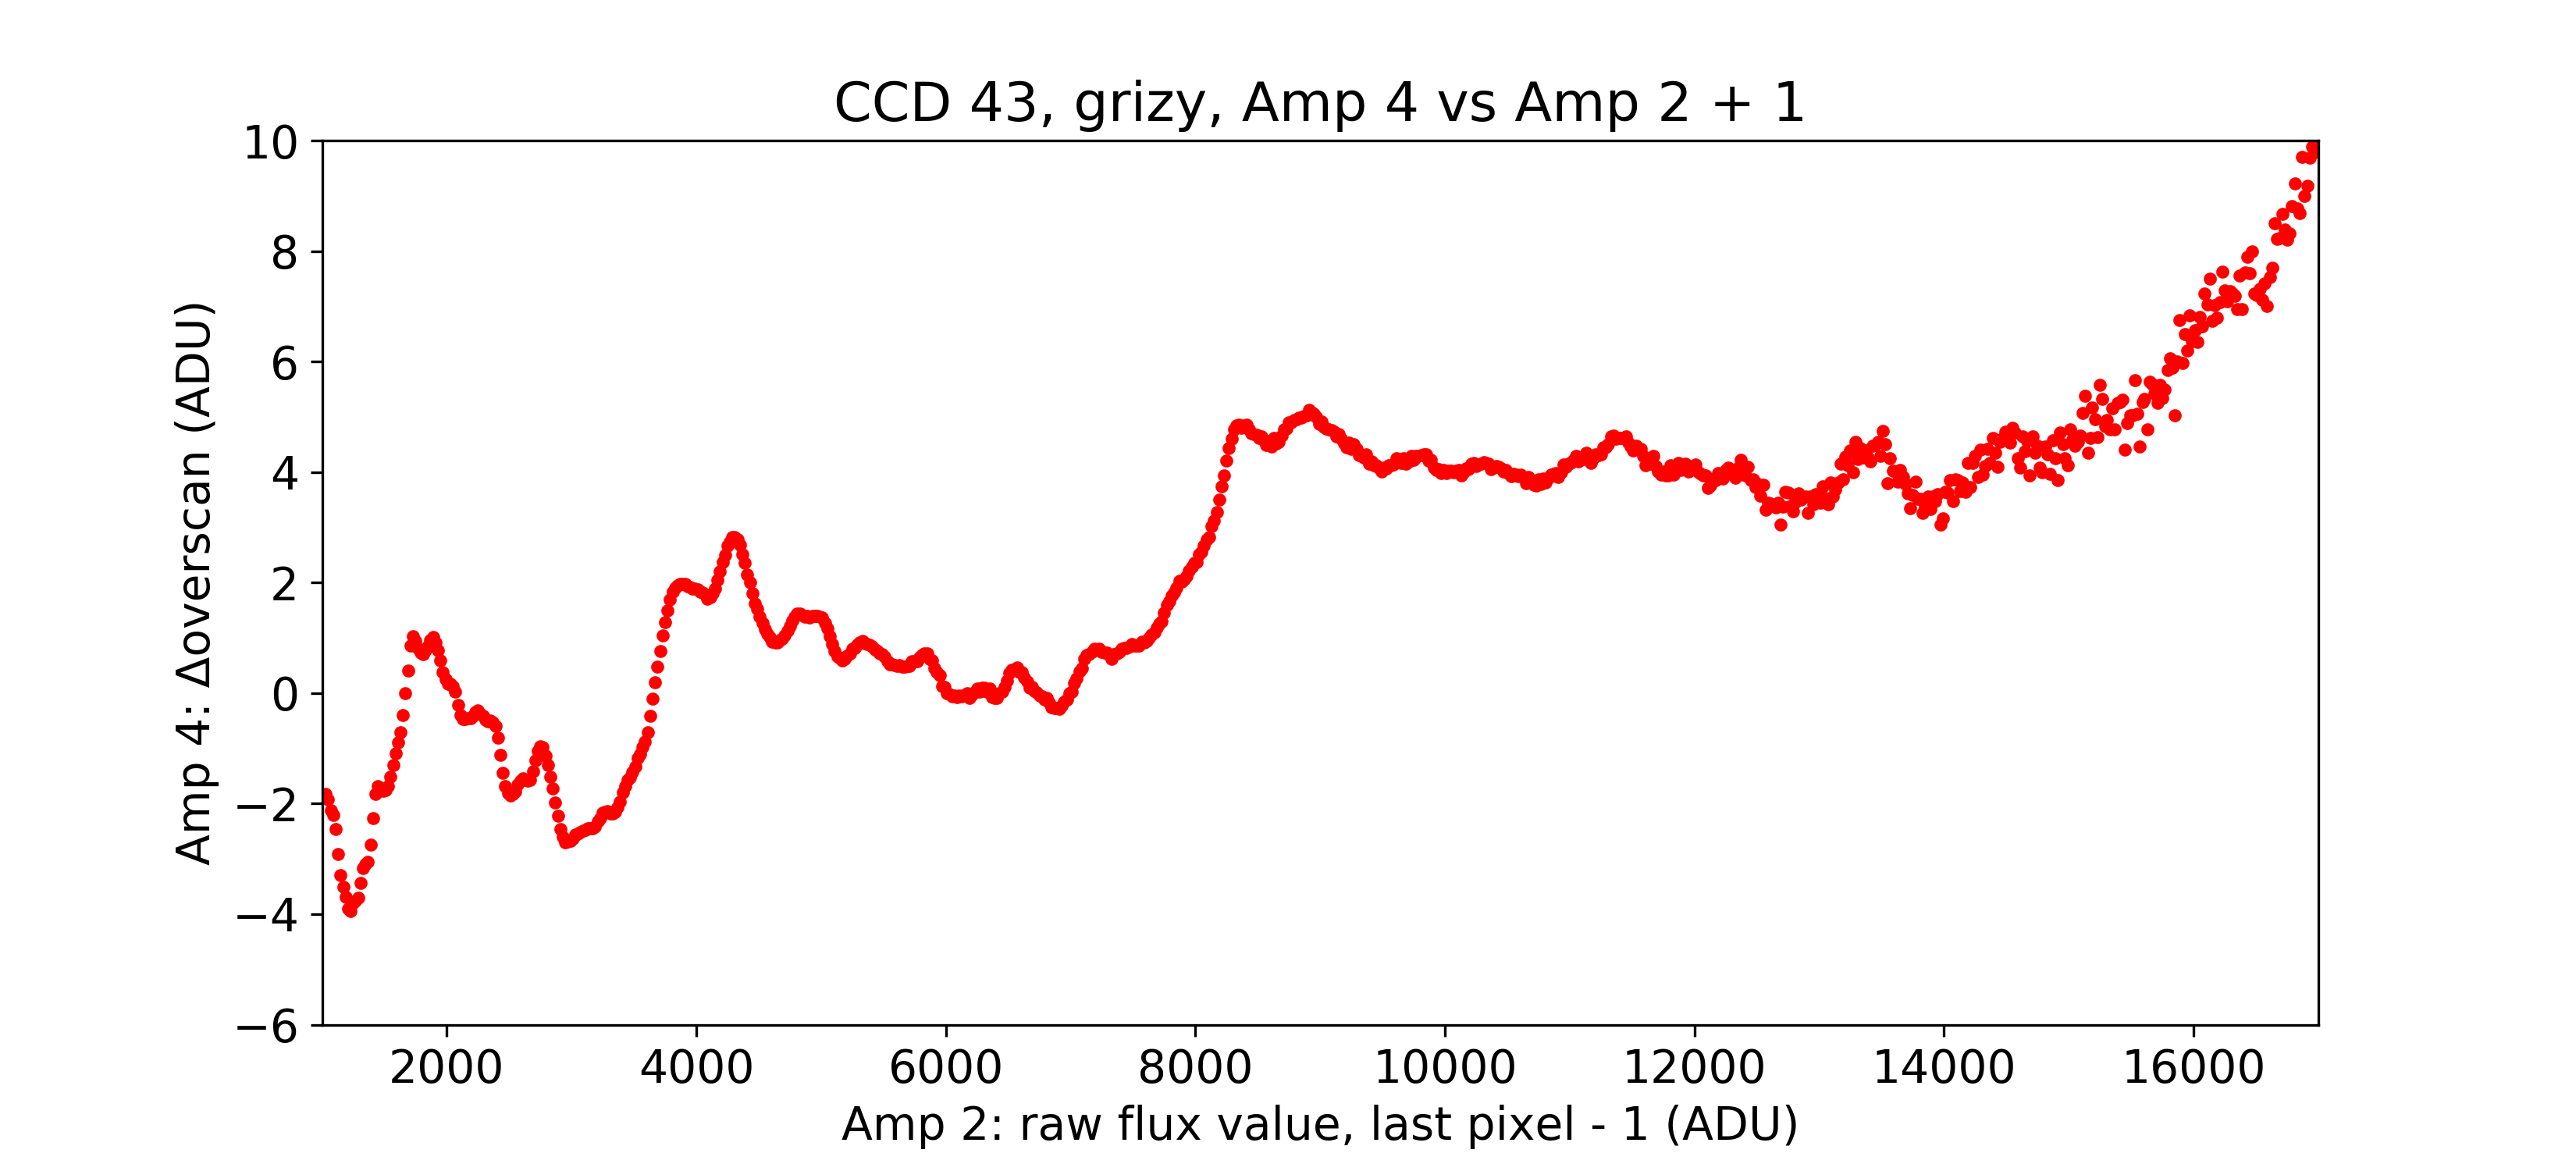 CCD 43, grizy, Amp 4 vs Amp 2 + 1
Amp 4: Δoverscan (ADU)
10
8
6
4
2
0
−2
−4
−6
2000 4000 6000 8000 10000 12000 14000 16000
Amp 2: raw flux value, last pixel - 1 (ADU)